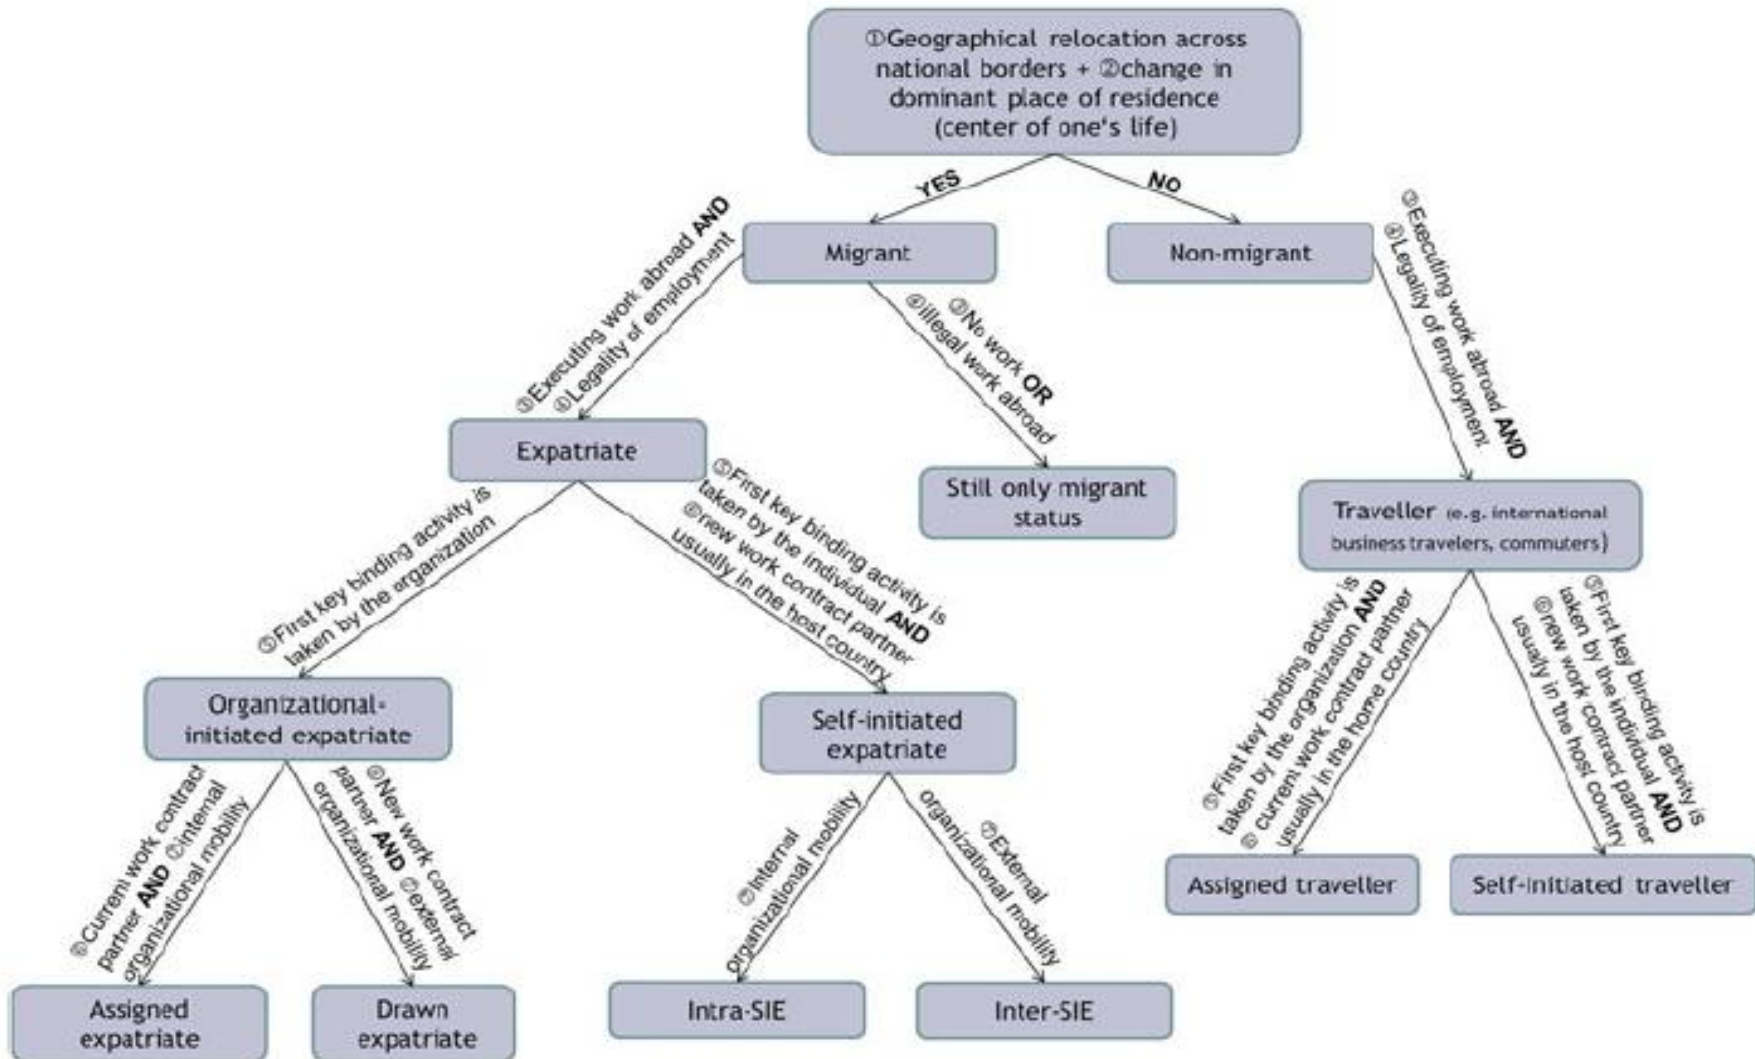 ①Geographical relocation across
national borders + ②change in
dominant place of residence
(center of one's life)
YES
NO
Migrant
Non-migrant
③Executing work abroad AND
④Legality of employment
③No work OR
④illegal work abroad
③Executing work abroad AND
④Legality of employment
Expatriate
Still only migrant
status
Traveller (e.g. international
business travelers, commuters)
⑤First key binding activity is
taken by the organization
⑤First key binding activity is
taken by the individual AND
⑥new work contract partner
usually in the host country
⑤First key binding activity is
taken by the organization AND
⑥ current work contract partner
usually in the home country
⑤First key binding activity is
taken by the individual AND
⑥new work contract partner
usually in the host country
Organizational-
initiated expatriate
Self-initiated
expatriate
Assigned traveller
Self-initiated traveller
⑥Current work contract
partner AND ⑦internal
organizational mobility
⑥New work contract
partner AND ⑦external
organizational mobility
⑦Internal
organizational mobility
⑦External
organizational mobility
Assigned
expatriate
Drawn
expatriate
Intra-SIE
Inter-SIE